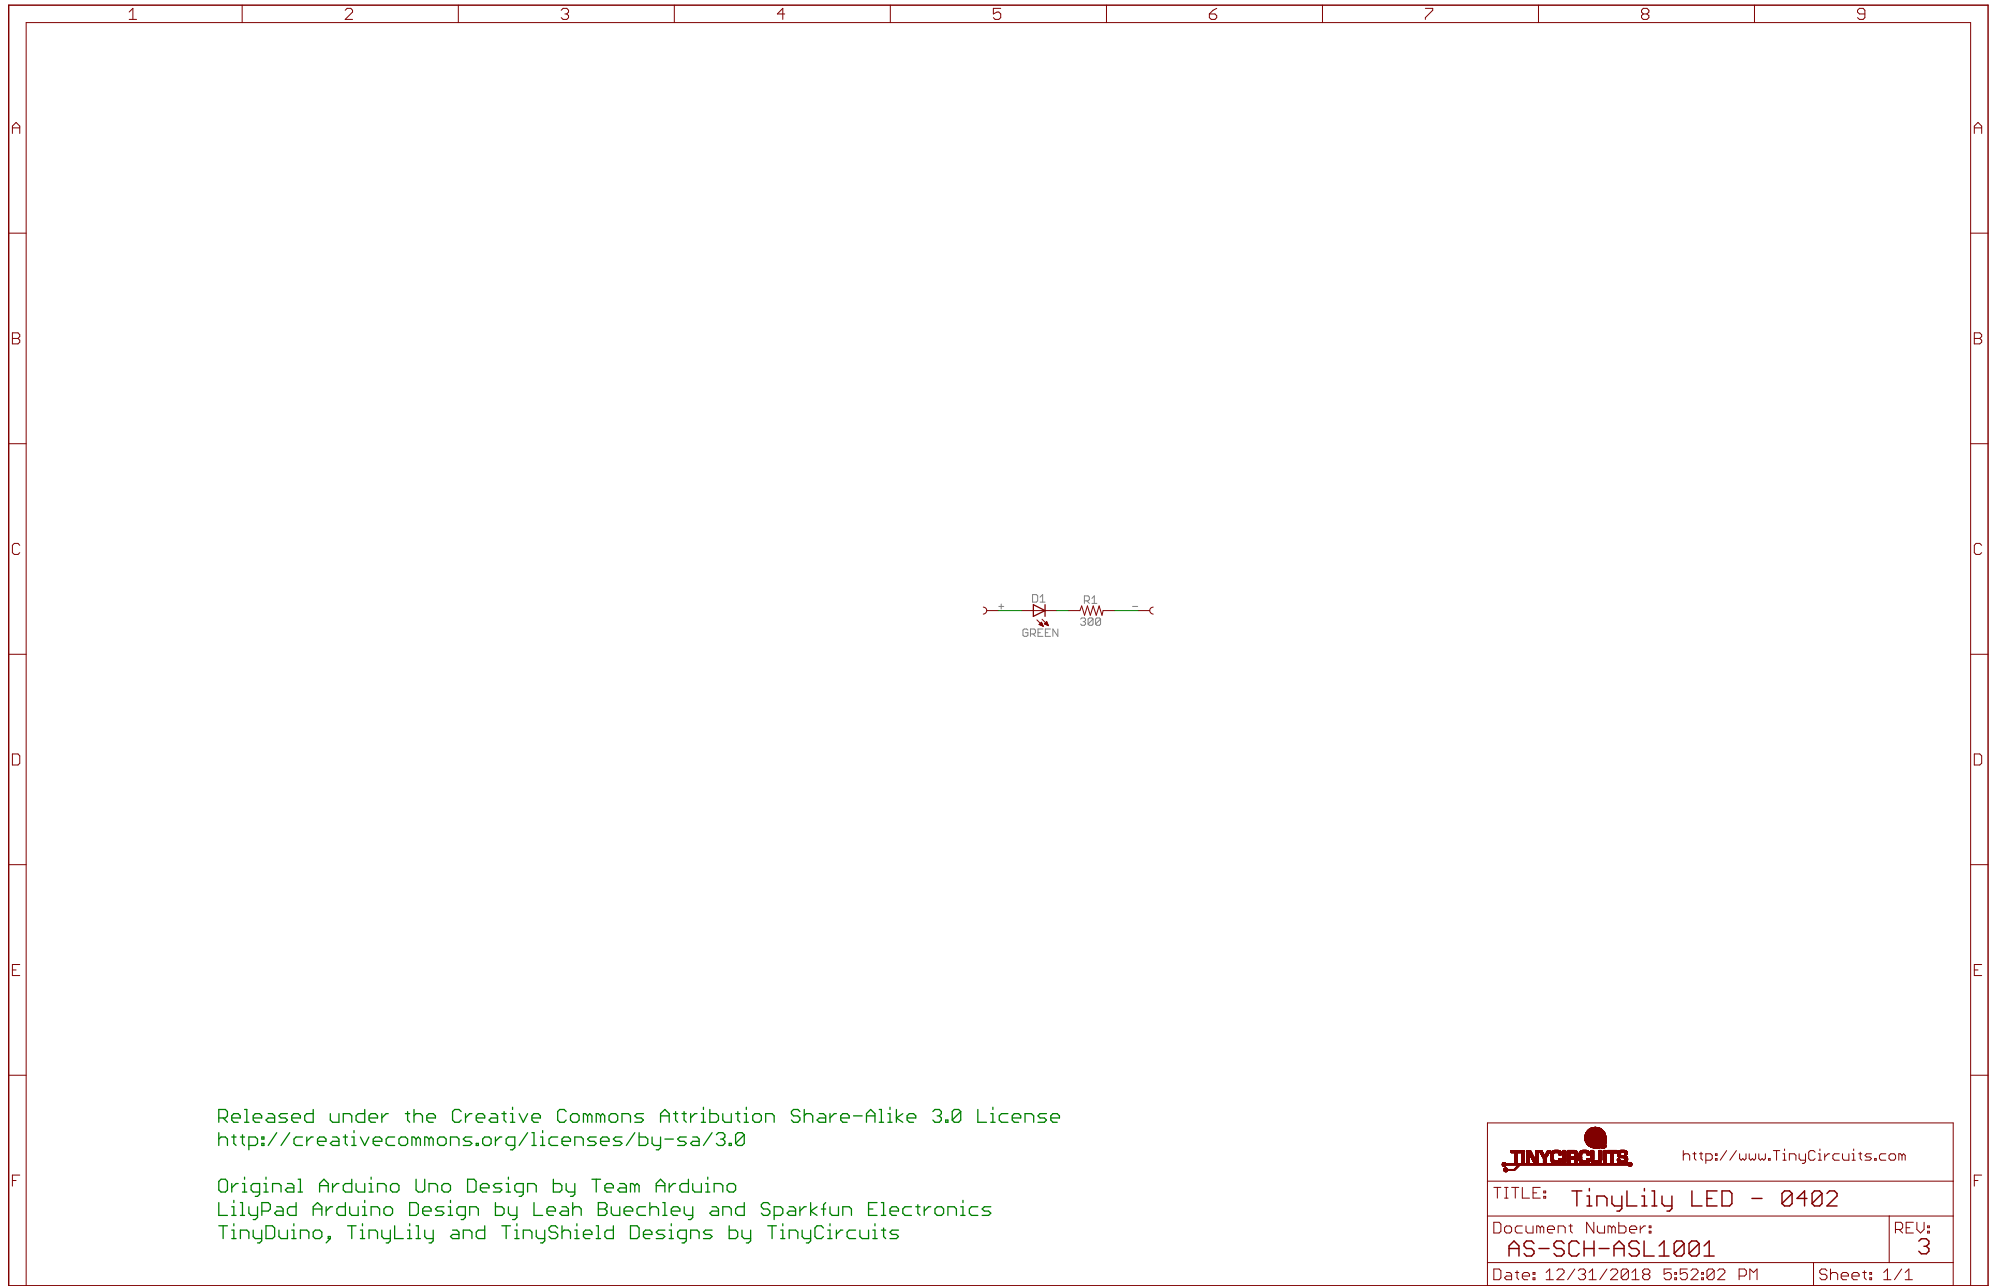 1 2 3 4 5 6 7 8 9
A A
B B
C C
+ D1 R1 -
300
GREEN
D D
E E
Released under the Creative Commons Attribution Share-Alike 3.0 License
http://creativecommons.org/licenses/by-sa/3.0
Original Arduino Uno Design by Team Arduino
LilyPad Arduino Design by Leah Buechley and Sparkfun Electronics
TinyDuino, TinyLily and TinyShield Designs by TinyCircuits
F F
TINYCIRCUITS http://www.TinyCircuits.com
TITLE: TinyLily LED - 0402
Document Number: REV:
AS-SCH-ASL1001 3
Date: 12/31/2018 5:52:02 PM Sheet: 1/1